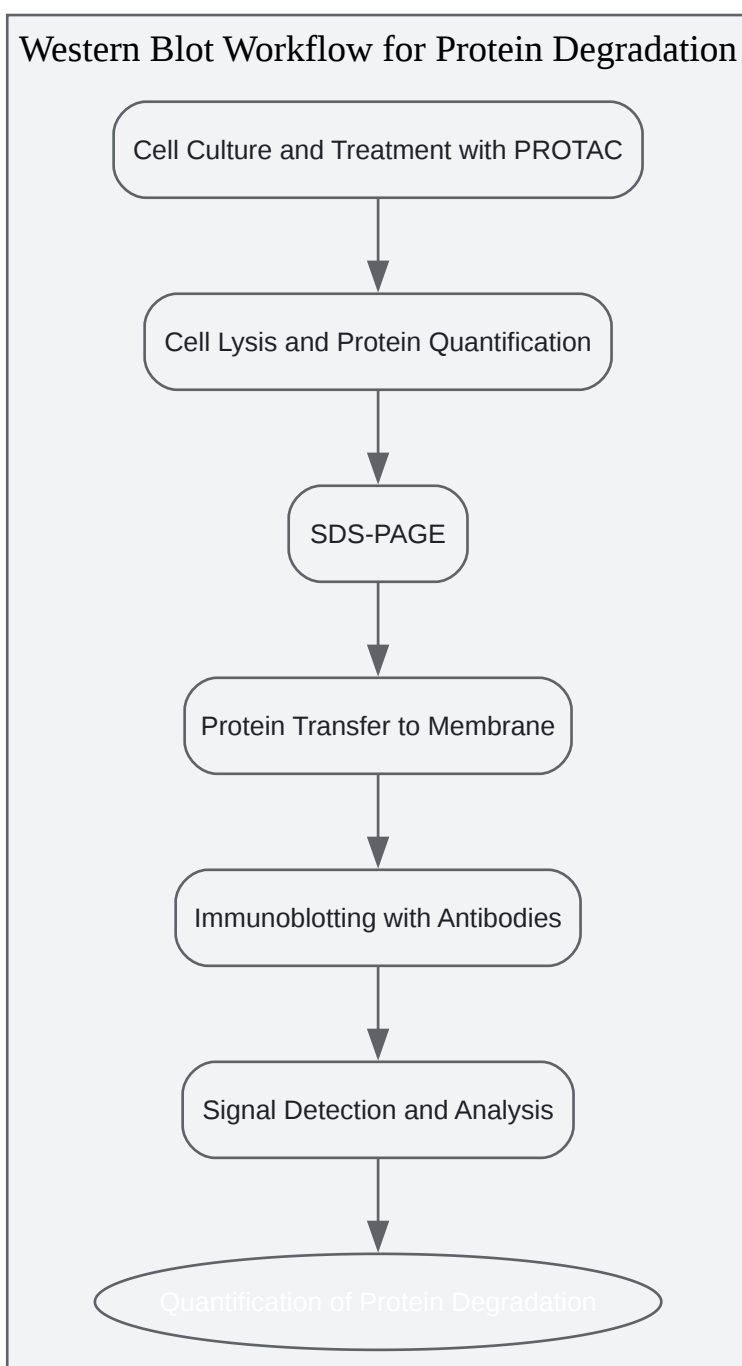 Western Blot Workflow for Protein Degradation
Cell Culture and Treatment with PROTAC
Cell Lysis and Protein Quantification
SDS-PAGE
Protein Transfer to Membrane
Immunoblotting with Antibodies
Signal Detection and Analysis
Quantification of Protein Degradation